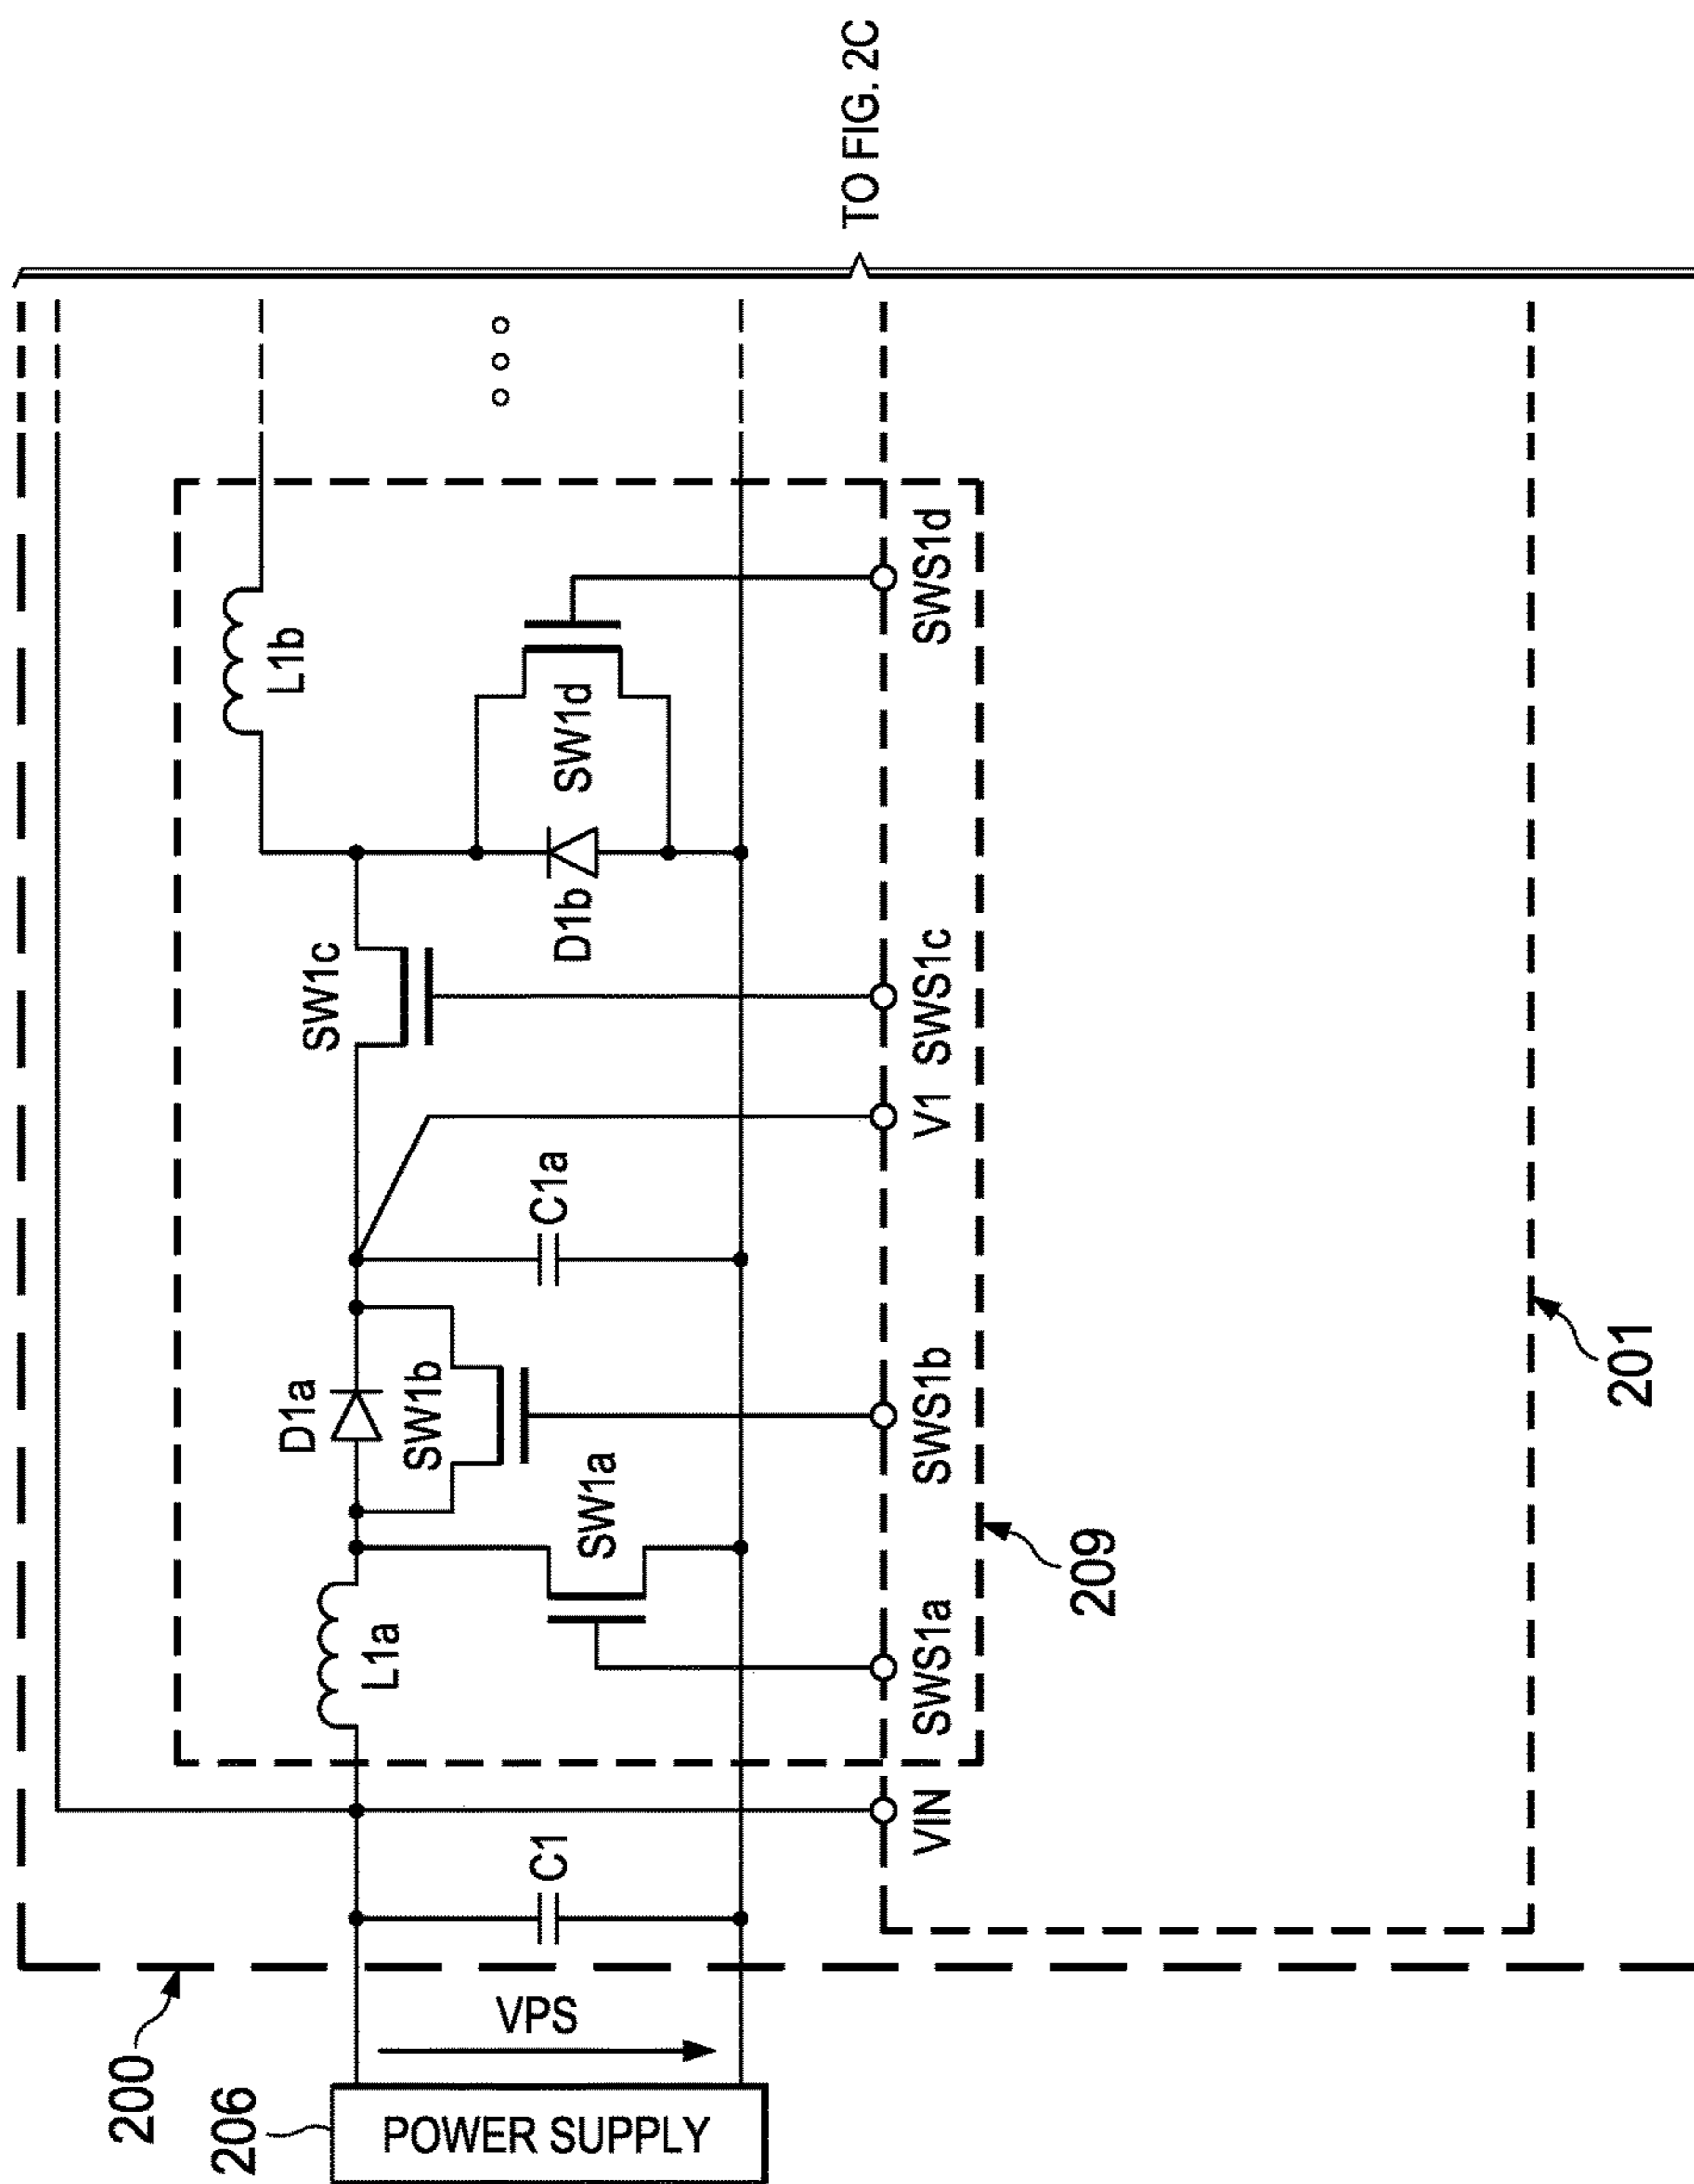 200
206
POWER SUPPLY
VPS
C1
VIN
L1a
SW1a
SWS1a
D1a
SW1b
SWS1b
C1a
V1
SW1c
SWS1c
D1b
SW1d
SWS1d
L1b
209
201
TO FIG. 2C